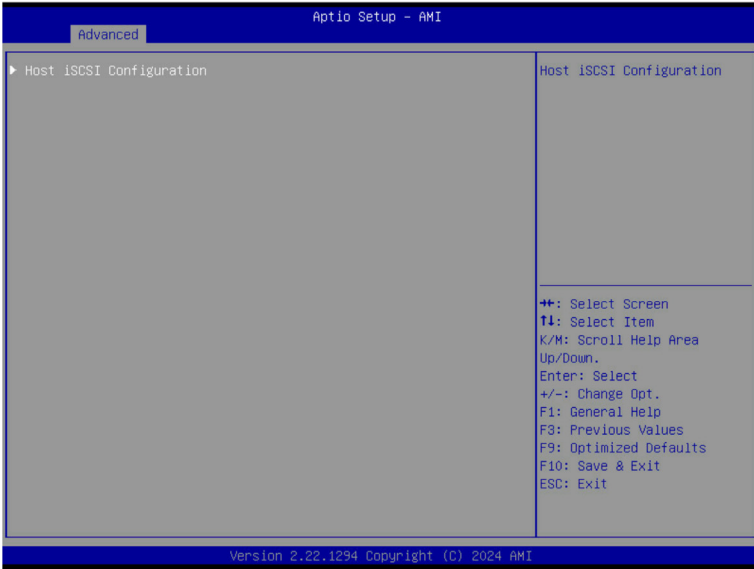 Aptio Setup – AMI
Advanced
▶ Host iSCSI Configuration
Host iSCSI Configuration
→←: Select Screen
↑↓: Select Item
K/M: Scroll Help Area
Up/Down.
Enter: Select
+/-: Change Opt.
F1: General Help
F3: Previous Values
F9: Optimized Defaults
F10: Save & Exit
ESC: Exit
Version 2.22.1294 Copyright (C) 2024 AMI